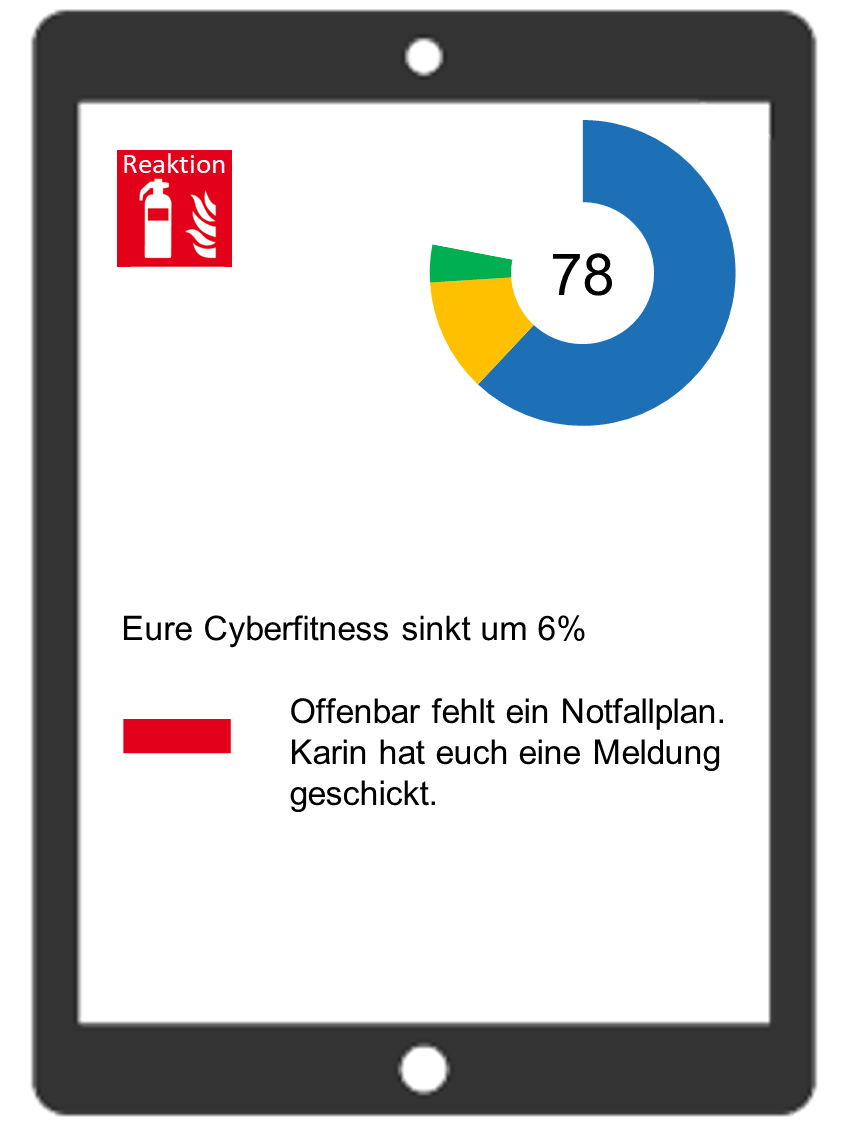 Reaktion
78
Eure Cyberfitness sinkt um 6%
Offenbar fehlt ein Notfallplan.
Karin hat euch eine Meldung
geschickt.